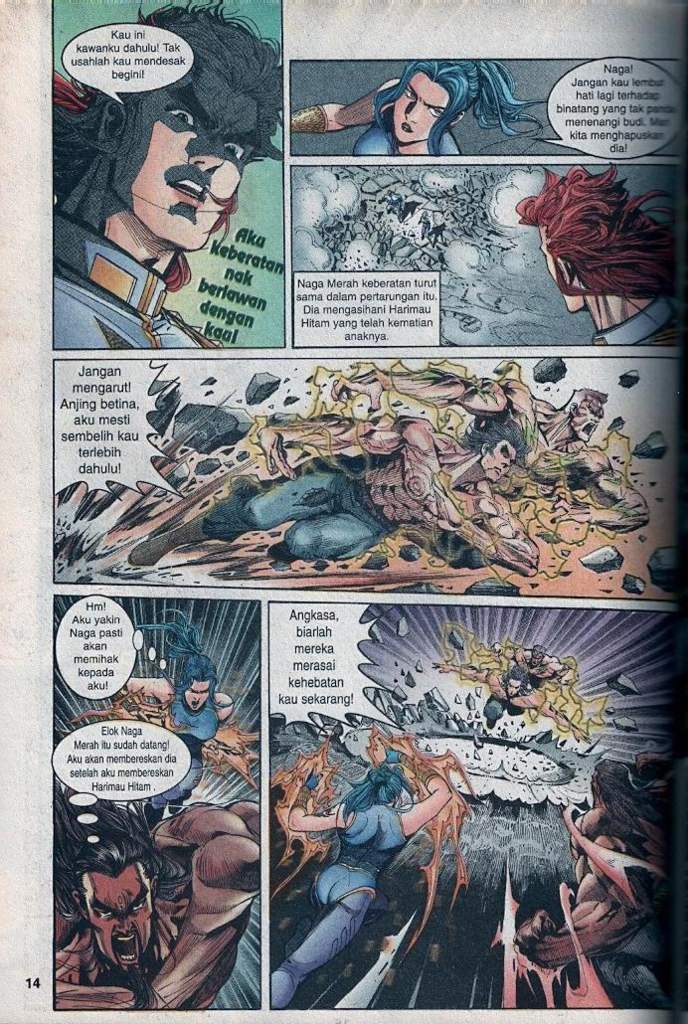 Kau ini
kawanku dahulu! Tak
usahlah kau mendesak
begini!
Aku
keberatan
nak
berlawan
dengan
kau!
Naga!
Jangan kau lembut
hati lagi terhadap
binatang yang tak
menenangi budi.
kita menghapuskan
dia!
Naga Merah keberatan turut
sama dalam pertarungan itu.
Dia mengasihani Harimau
Hitam yang telah kematian
anaknya.
Jangan
mengarut!
Anjing betina,
aku mesti
sembelih kau
terlebih
dahulu!
Hm!
Aku yakin
Naga pasti
akan
memihak
kepada
aku!
Elok Naga
Merah itu sudah datang!
Aku akan membereskan dia
setelah aku membereskan
Harimau Hitam .
Angkasa,
biarlah
mereka
merasai
kehebatan
kau sekarang!
14